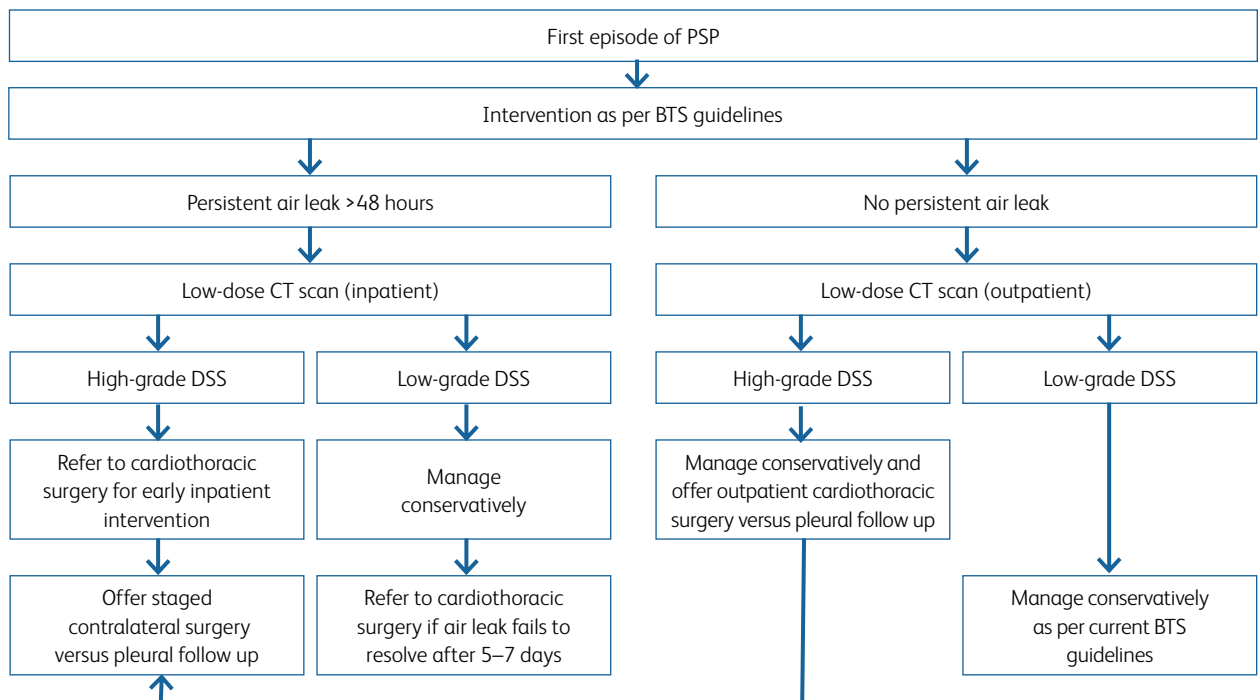 First episode of PSP
Intervention as per BTS guidelines
Persistent air leak >48 hours
No persistent air leak
Low-dose CT scan (inpatient)
Low-dose CT scan (outpatient)
High-grade DSS
Low-grade DSS
High-grade DSS
Low-grade DSS
Refer to cardiothoracic
surgery for early inpatient
intervention
Manage
conservatively
Manage conservatively and
offer outpatient cardiothoracic
surgery versus pleural follow up
Offer staged
contralateral surgery
versus pleural follow up
Refer to cardiothoracic
surgery if air leak fails to
resolve after 5–7 days
Manage conservatively
as per current BTS
guidelines